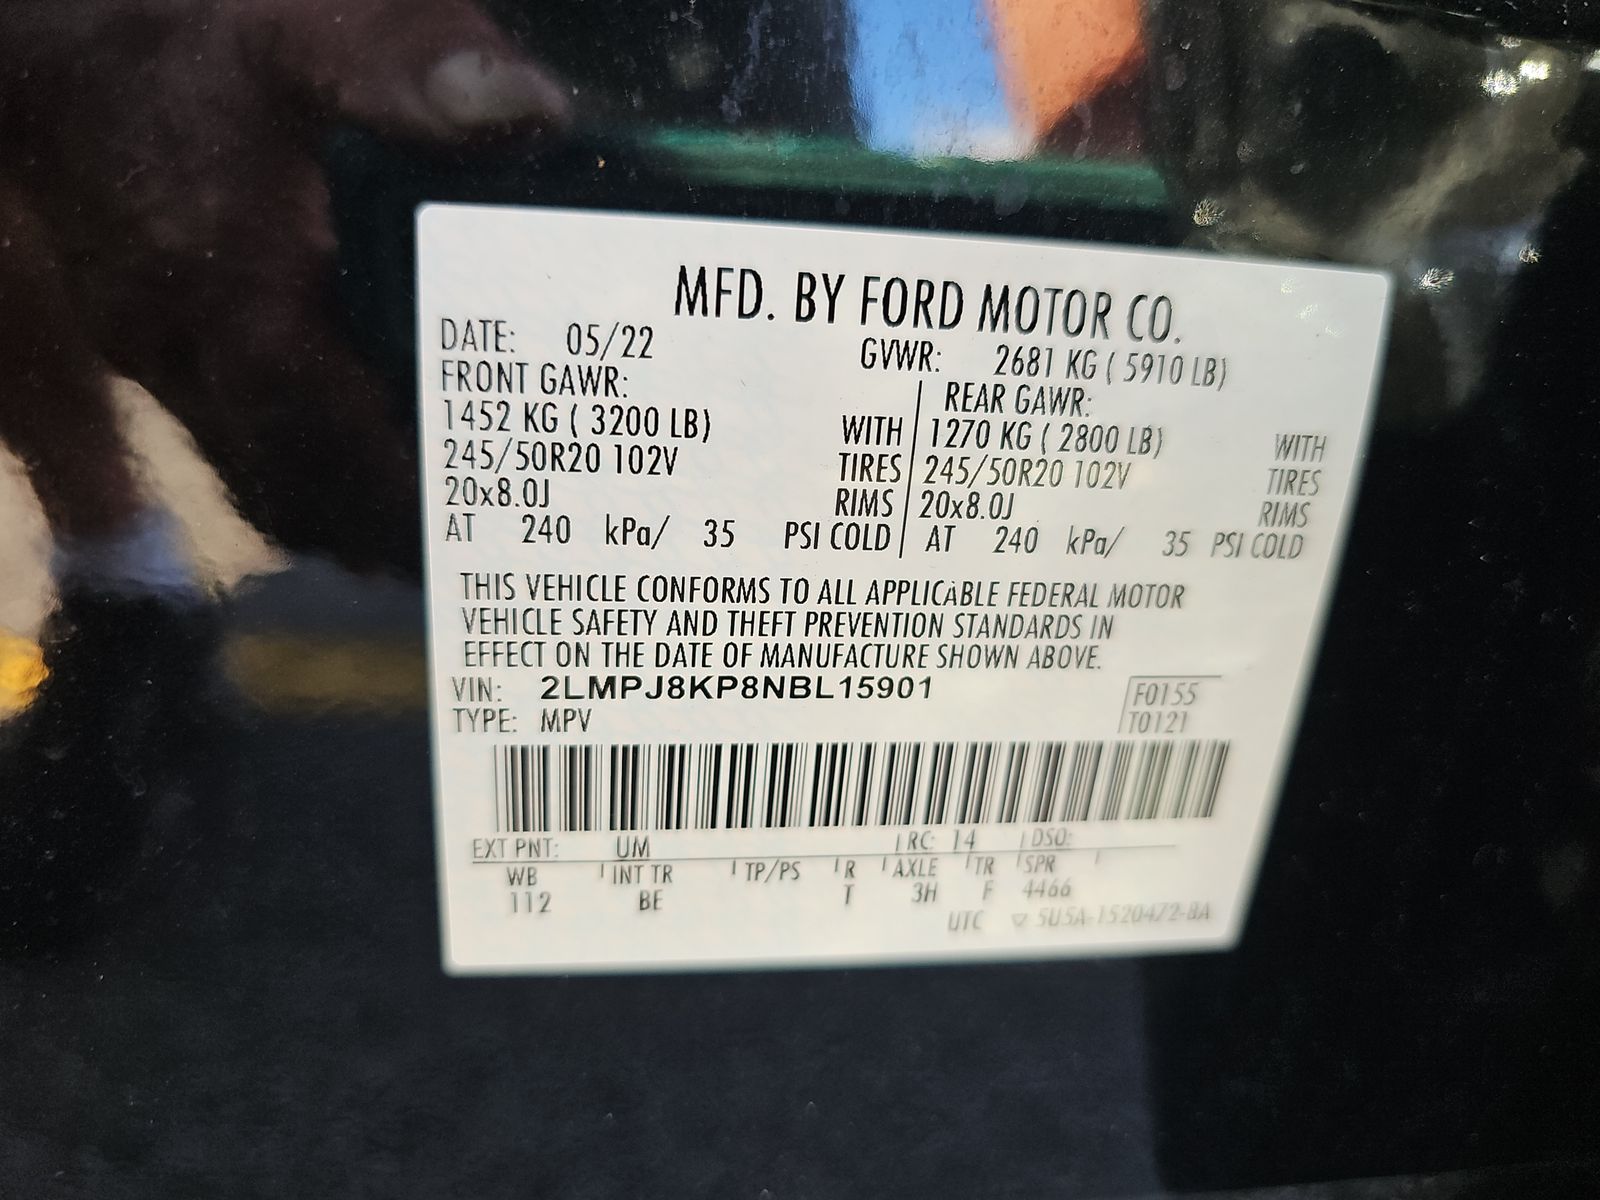 MFD. BY FORD MOTOR CO.
DATE: 05/22 GVWR: 2681 KG ( 5910 LB)
FRONT GAWR: REAR GAWR:
1452 KG ( 3200 LB) WITH 1270 KG ( 2800 LB) WITH
245/50R20 102V TIRES 245/50R20 102V TIRES
20x8.0J RIMS 20x8.0J RIMS
AT 240 kPa/ 35 PSI COLD AT 240 kPa/ 35 PSI COLD
THIS VEHICLE CONFORMS TO ALL APPLICABLE FEDERAL MOTOR
VEHICLE SAFETY AND THEFT PREVENTION STANDARDS IN
EFFECT ON THE DATE OF MANUFACTURE SHOWN ABOVE.
VIN: 2LMPJ8KP8NBL15901 F0155
TYPE: MPV T0121
EXT PNT: UM RC: 14 DSO:
WB INT TR TP/PS R AXLE TR SPR
112 BE T 3H F 4466
UTC ▽ 5U5A-1520472-BA